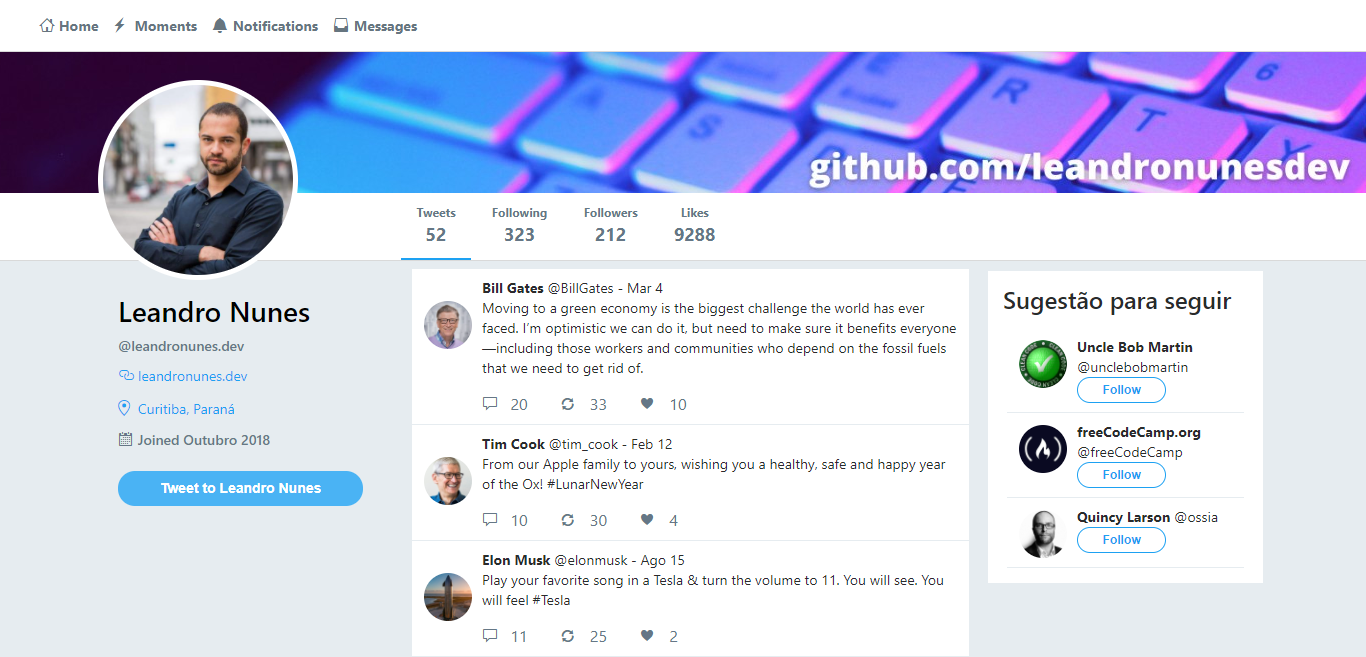 Home Moments Notifications Messages
github.com/leandronunesdev
Tweets Following Followers Likes
52 323 212 9288
Leandro Nunes
@leandronunes.dev
leandronunes.dev
Curitiba, Paraná
Joined Outubro 2018
Tweet to Leandro Nunes
Bill Gates @BillGates - Mar 4
Moving to a green economy is the biggest challenge the world has ever
faced. I’m optimistic we can do it, but need to make sure it benefits everyone
—including those workers and communities who depend on the fossil fuels
that we need to get rid of.
20 33 10
Tim Cook @tim_cook - Feb 12
From our Apple family to yours, wishing you a healthy, safe and happy year
of the Ox! #LunarNewYear
10 30 4
Elon Musk @elonmusk - Ago 15
Play your favorite song in a Tesla & turn the volume to 11. You will see. You
will feel #Tesla
11 25 2
Sugestão para seguir
Uncle Bob Martin
@unclebobmartin
Follow
freeCodeCamp.org
@freeCodeCamp
Follow
Quincy Larson @ossia
Follow